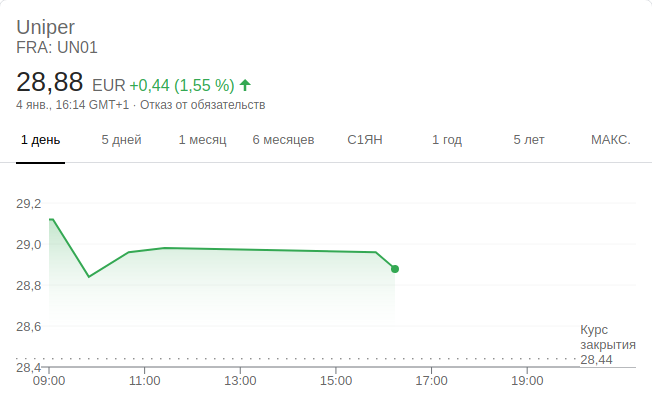 Uniper
FRA: UN01
28,88 EUR +0,44 (1,55 %)
4 янв., 16:14 GMT+1 · Отказ от обязательств
1 день 5 дней 1 месяц 6 месяцев С1ЯН 1 год 5 лет МАКС.
29,2
29,0
28,8
28,6
28,4
Курс
закрытия
28,44
09:00 11:00 13:00 15:00 17:00 19:00